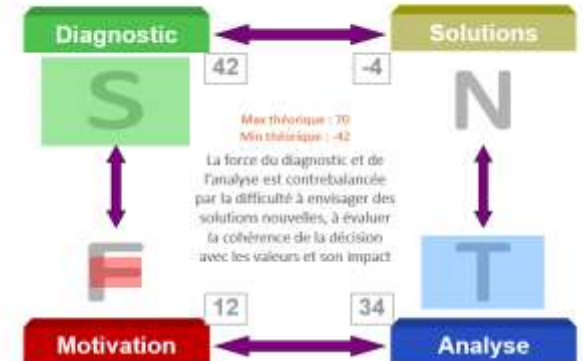 Diagnostic
Solutions
42
-4
S
N
Max théorique : 70
Min théorique : -42
La force du diagnostic et de
l'analyse est contrebalancée
par la difficulté à envisager des
solutions nouvelles, à évaluer
la cohérence de la décision
avec les valeurs et son impact
F
T
12
34
Motivation
Analyse